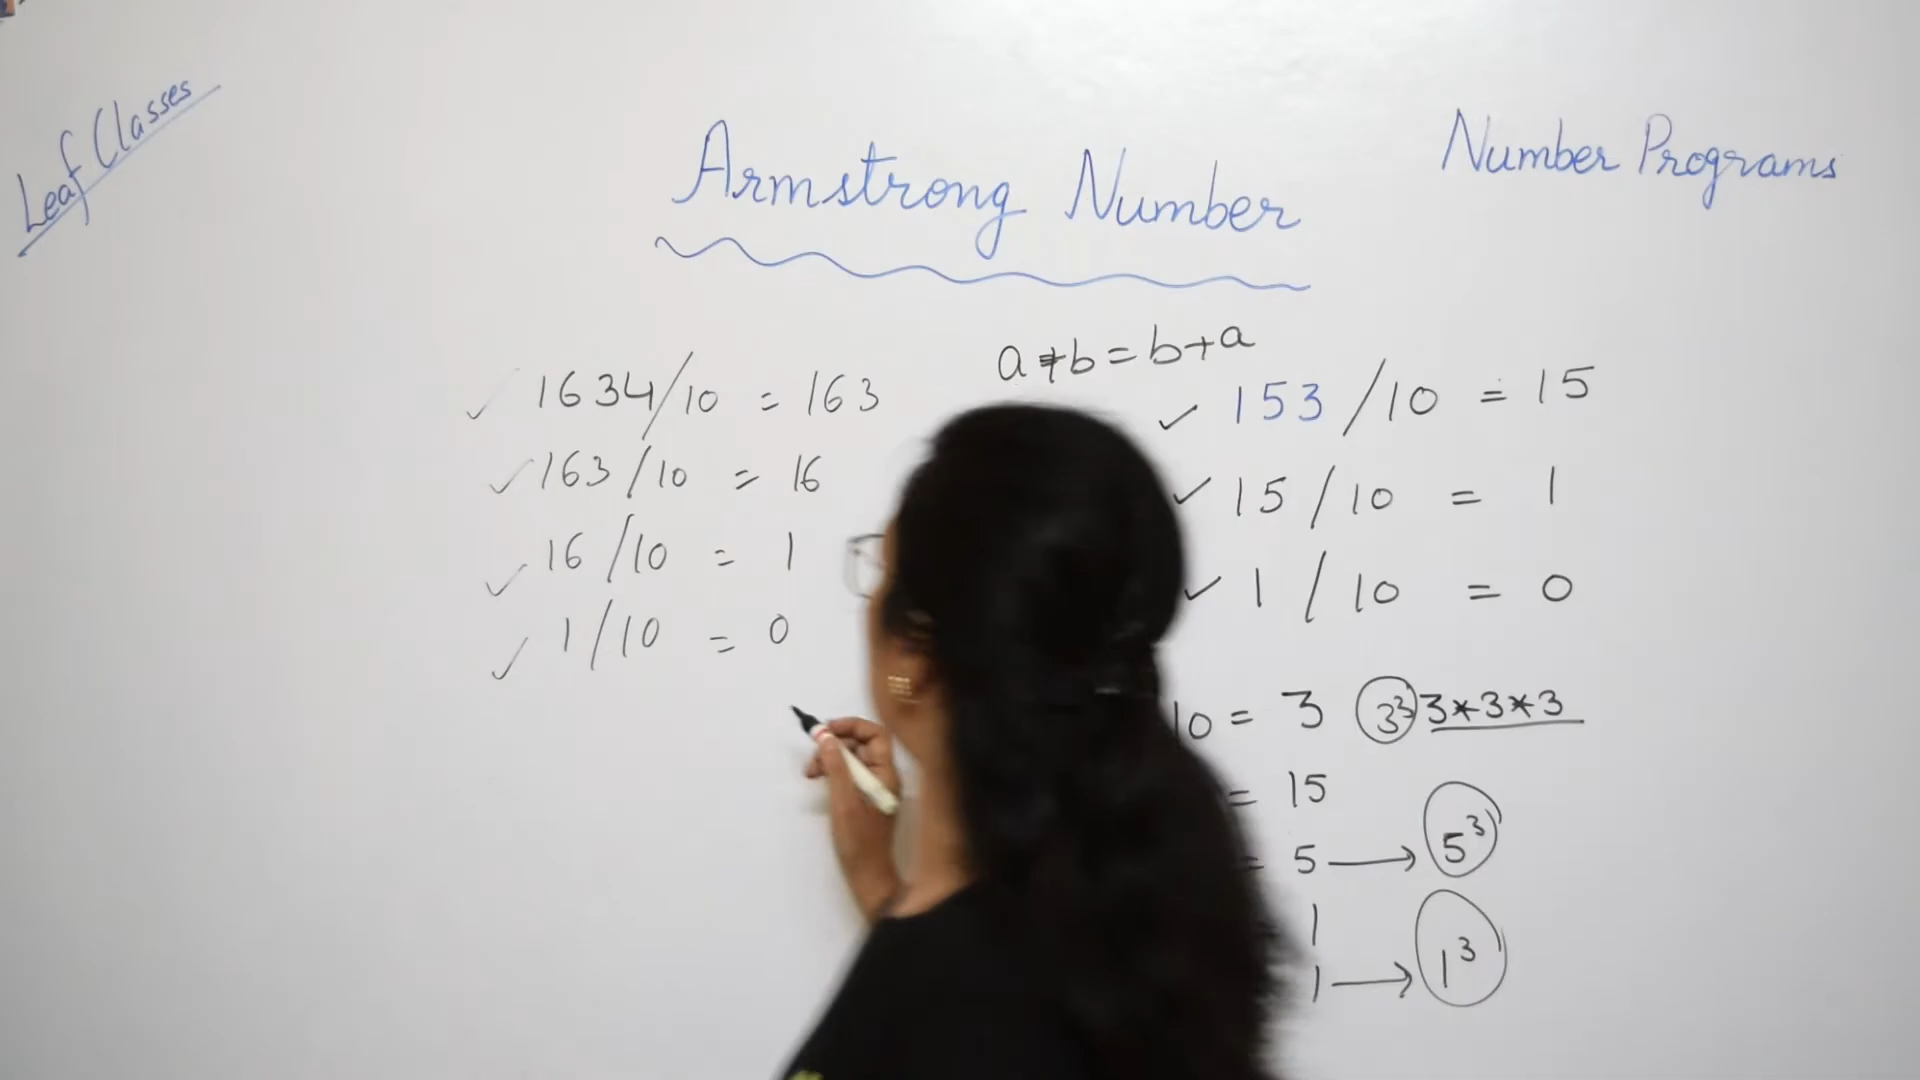 Leaf Classes
Armstrong Number
Number Programs
a+b=b+a
1634/10 = 163
163/10 = 16
16/10 = 1
1/10 = 0
153/10 = 15
15/10 = 1
1/10 = 0
10 = 3 3³ 3*3*3
= 15
= 5 → 5³
1
1 → 1³